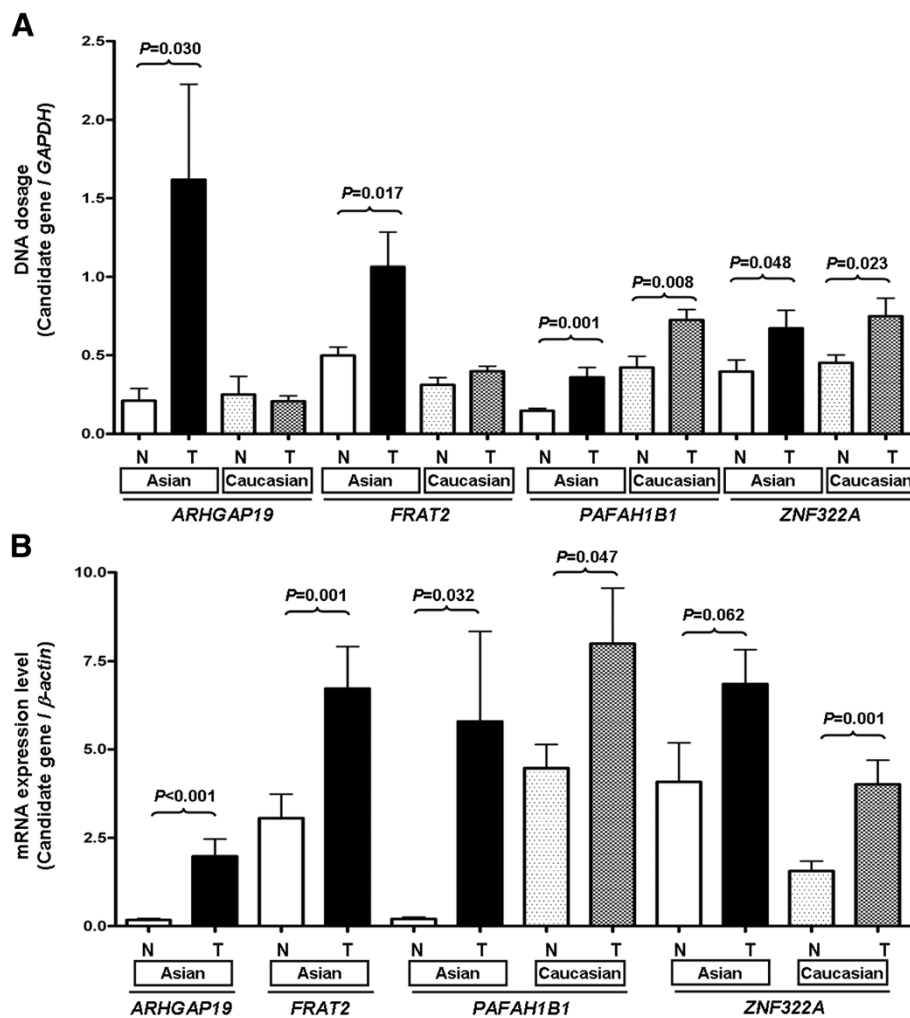 A
DNA dosage
(Candidate gene / GAPDH)
2.5
2.0
1.5
1.0
0.5
0.0
P=0.030
P=0.017
P=0.001
P=0.008
P=0.048
P=0.023
N T N T N T N T N T N T N T N T
Asian Caucasian Asian Caucasian Asian Caucasian Asian Caucasian
ARHGAP19 FRAT2 PAFAH1B1 ZNF322A
B
mRNA expression level
(Candidate gene / β-actin)
10.0
7.5
5.0
2.5
0.0
P<0.001
P=0.001
P=0.032
P=0.047
P=0.062
P=0.001
N T N T N T N T N T N T
Asian Asian Asian Caucasian Asian Caucasian
ARHGAP19 FRAT2 PAFAH1B1 ZNF322A